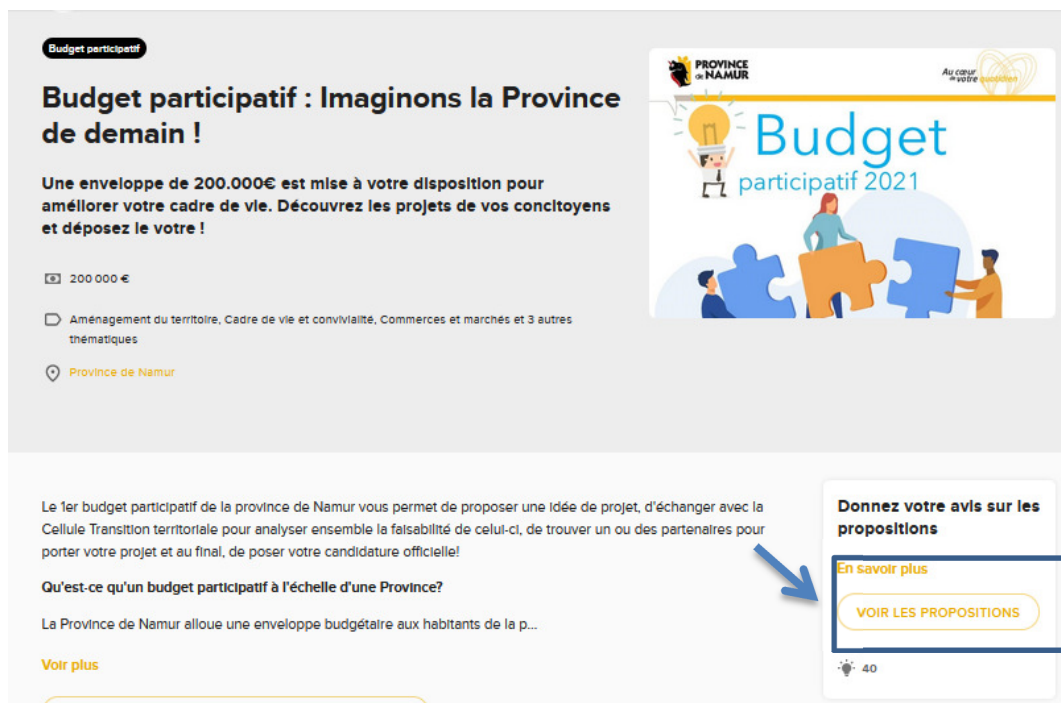 Budget participatif
Budget participatif : Imaginons la Province
de demain !
Une enveloppe de 200.000€ est mise à votre disposition pour
améliorer votre cadre de vie. Découvrez les projets de vos concitoyens
et déposez le votre !
200 000 €
Aménagement du territoire, Cadre de vie et convivialité, Commerces et marchés et 3 autres
thématiques
Province de Namur
PROVINCE
de NAMUR
Au cœur
de votre quotidien
Budget
participatif 2021
Le 1er budget participatif de la province de Namur vous permet de proposer une idée de projet, d'échanger avec la
Cellule Transition territoriale pour analyser ensemble la faisabilité de celui-ci, de trouver un ou des partenaires pour
porter votre projet et au final, de poser votre candidature officielle!
Qu'est-ce qu'un budget participatif à l'échelle d'une Province?
La Province de Namur alloue une enveloppe budgétaire aux habitants de la p...
Voir plus
Donnez votre avis sur les
propositions
En savoir plus
VOIR LES PROPOSITIONS
40